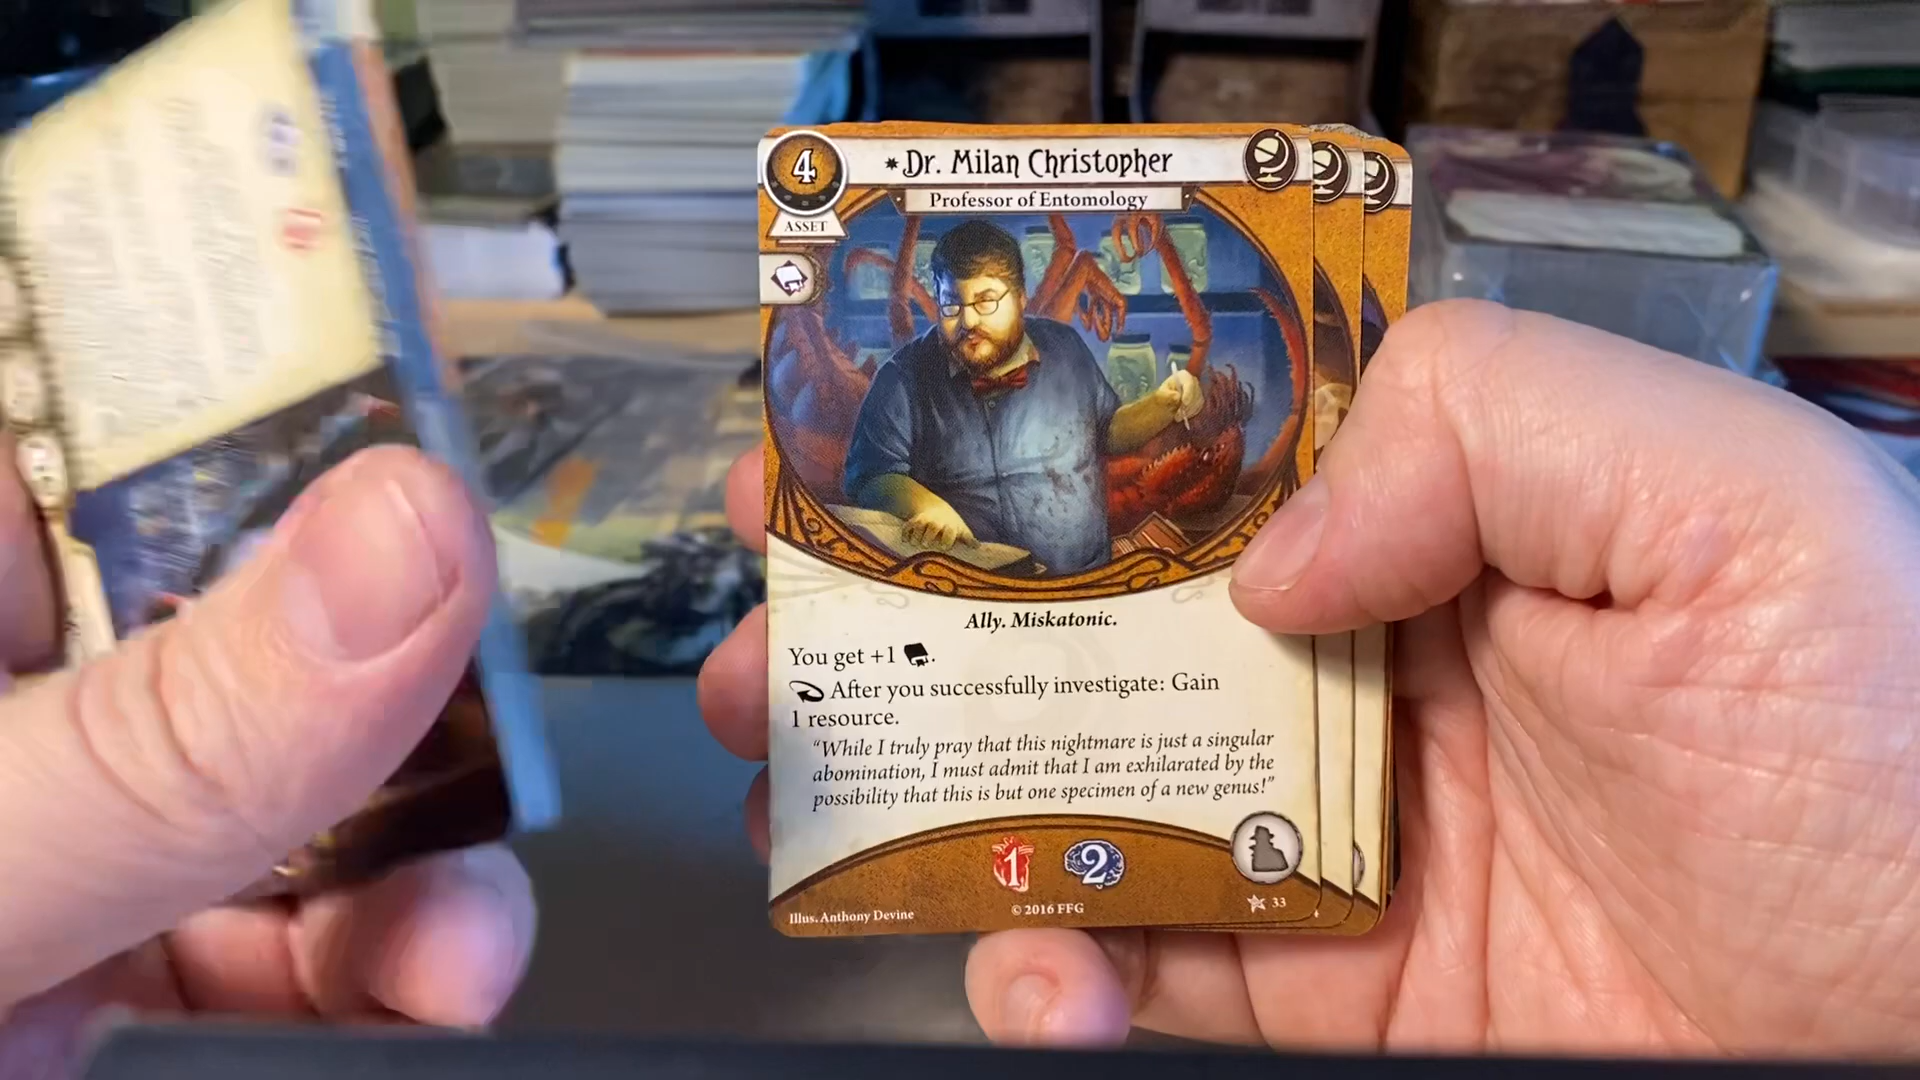 4
Dr. Milan Christopher
Professor of Entomology
ASSET
Ally. Miskatonic.
You get +1 .
After you successfully investigate: Gain
1 resource.
“While I truly pray that this nightmare is just a singular
abomination, I must admit that I am exhilarated by the
possibility that this is but one specimen of a new genus!”
1 2
Illus. Anthony Devine
© 2016 FFG
33